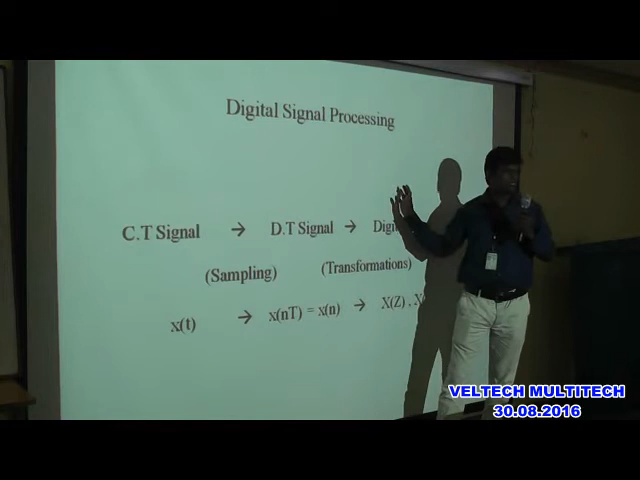 Digital Signal Processing
C.T Signal → D.T Signal →
(Sampling) (Transformations)
x(t) → x(nT) = x(n) → X(Z) ,
VELTECH MULTITECH
30.08.2016